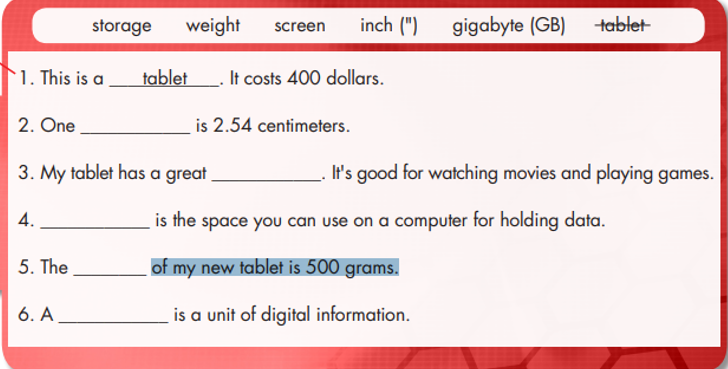 storage weight screen inch (") gigabyte (GB) tablet
1. This is a ___tablet___. It costs 400 dollars.
2. One ___________ is 2.54 centimeters.
3. My tablet has a great ___________. It's good for watching movies and playing games.
4. ___________ is the space you can use on a computer for holding data.
5. The ________ of my new tablet is 500 grams.
6. A ___________ is a unit of digital information.